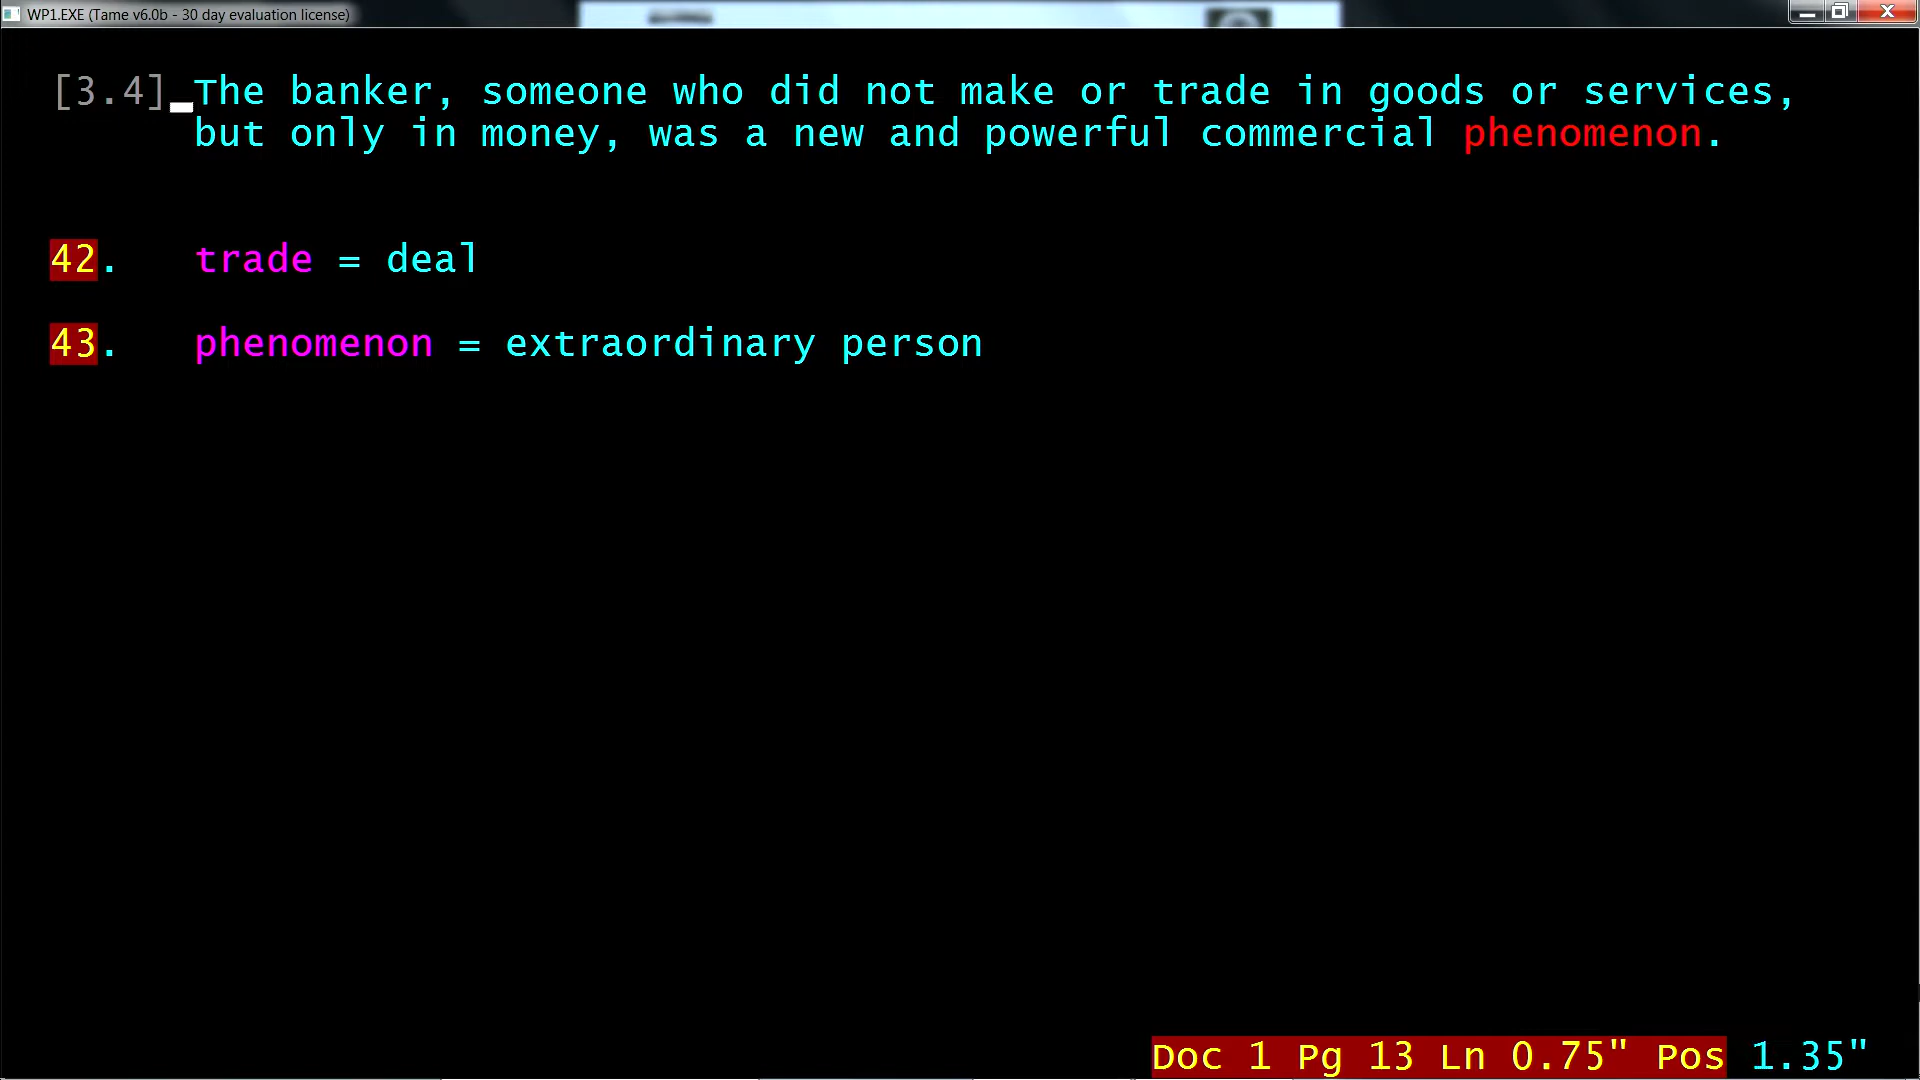 WP1.EXE (Tame v6.0b - 30 day evaluation license)
[3.4] The banker, someone who did not make or trade in goods or services,
but only in money, was a new and powerful commercial phenomenon.
42. trade = deal
43. phenomenon = extraordinary person
Doc 1 Pg 13 Ln 0.75" Pos 1.35"